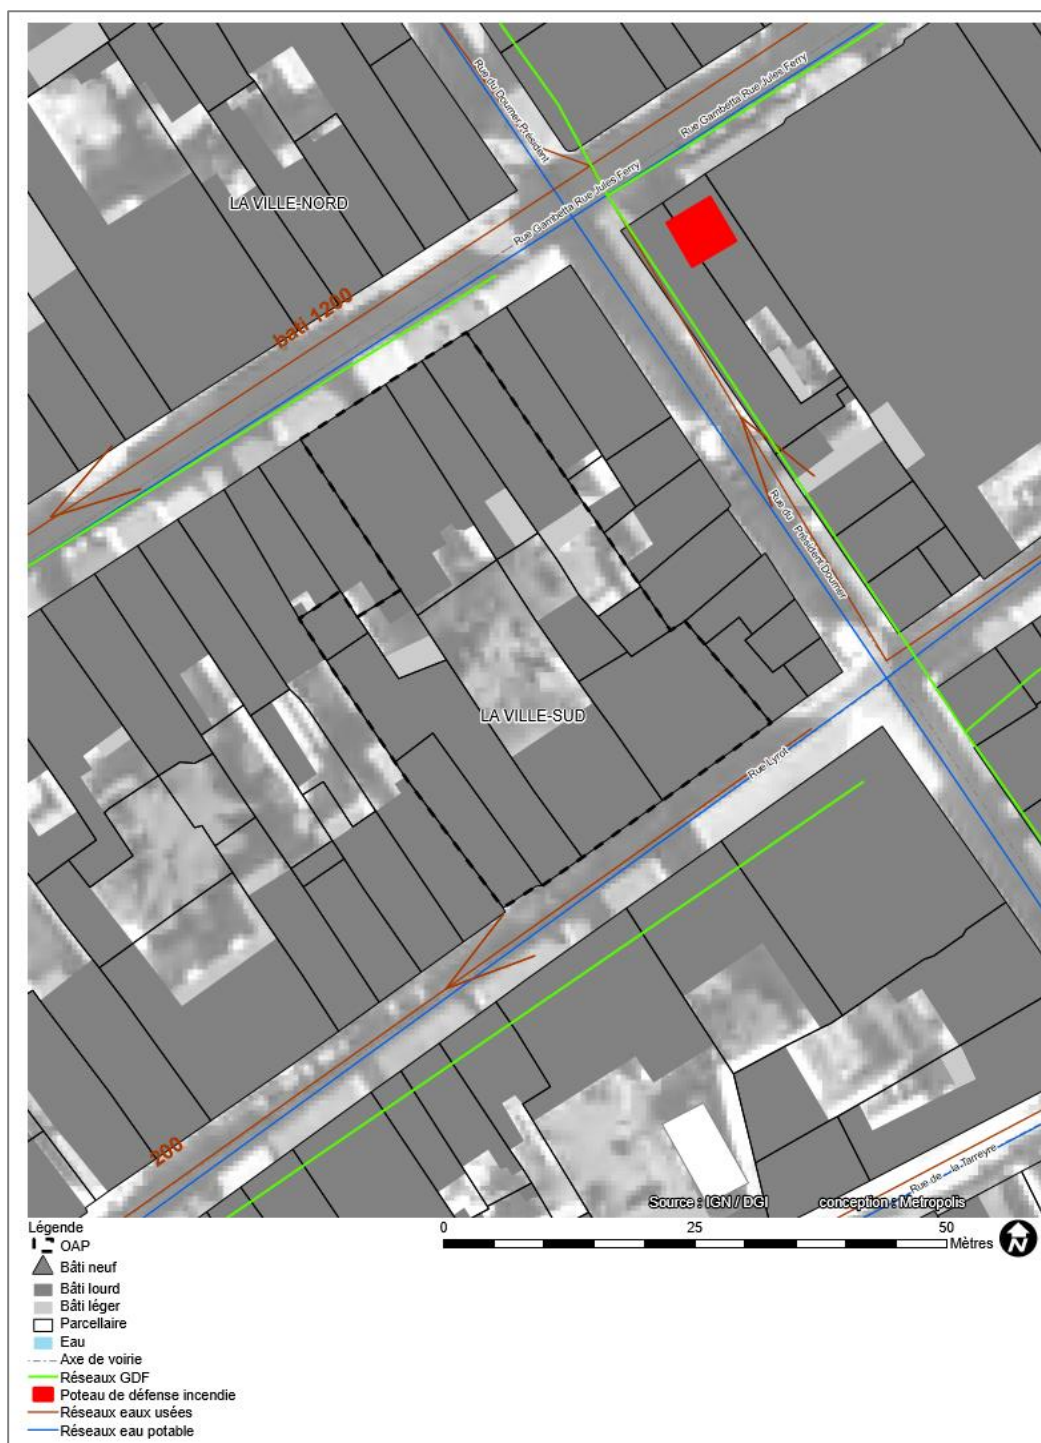 Rue du Doumer Président
Rue Gambetta Rue Jules Ferry
LA VILLE-NORD
Rue Gambetta Rue Jules Ferry
bati 1200
Rue du Président Doumer
LA VILLE-SUD
Rue Lyrot
200
Rue de la Tarreyre
Source : IGN / DGI conception : Metropolis
Légende
OAP
Bâti neuf
Bâti lourd
Bâti léger
Parcellaire
Eau
Axe de voirie
Réseaux GDF
Poteau de défense incendie
Réseaux eaux usées
Réseaux eau potable
0 25 50
Mètres
N